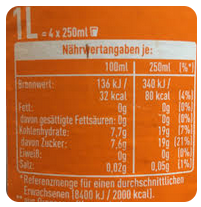 1L = 4 x 250ml
Nährwertangaben je:
100ml 250ml (%*)
Brennwert: 136 kJ / 340 kJ /
32 kcal 80 kcal (4%)
Fett: 0g 0g (0%)
davon gesättigte Fettsäuren: 0g 0g (0%)
Kohlenhydrate: 7,7g 19g (7%)
davon Zucker: 7,6g 19g (21%)
Eiweiß: 0g 0g (0%)
Salz: 0,02g 0,05g (1%)
*Referenzmenge für einen durchschnittlichen
Erwachsenen (8400 kJ / 2000 kcal).